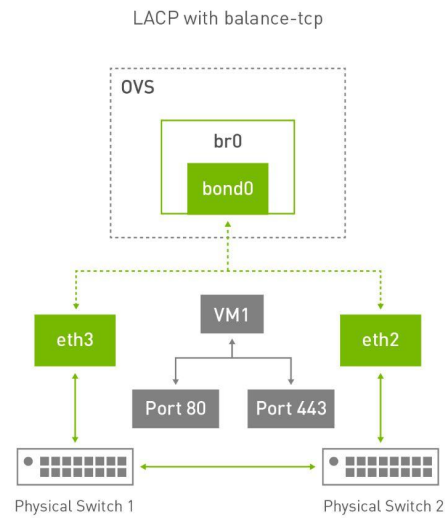 LACP with balance-tcp
OVS
br0
bond0
eth3
VM1
eth2
Port 80
Port 443
Physical Switch 1
Physical Switch 2